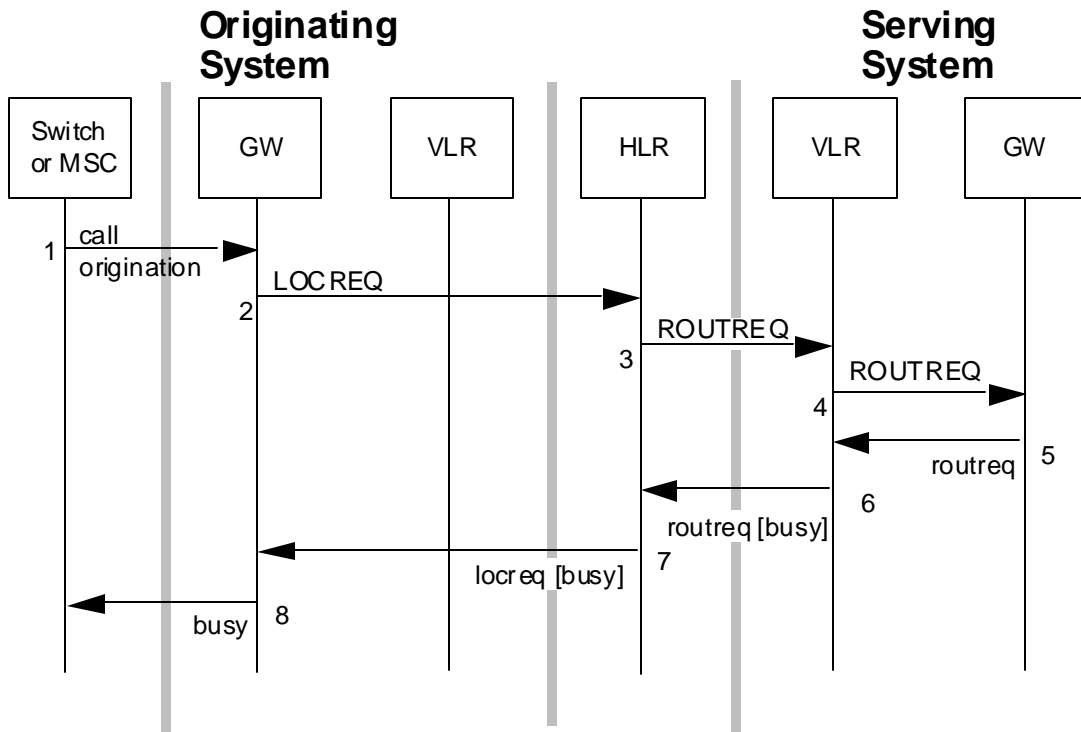 Originating
System
Serving
System
Switch
or MSC
GW
VLR
HLR
VLR
GW
1
call
origination
2
LOCREQ
3
ROUTREQ
4
ROUTREQ
5
routreq
6
routreq [busy]
7
locreq [busy]
8
busy